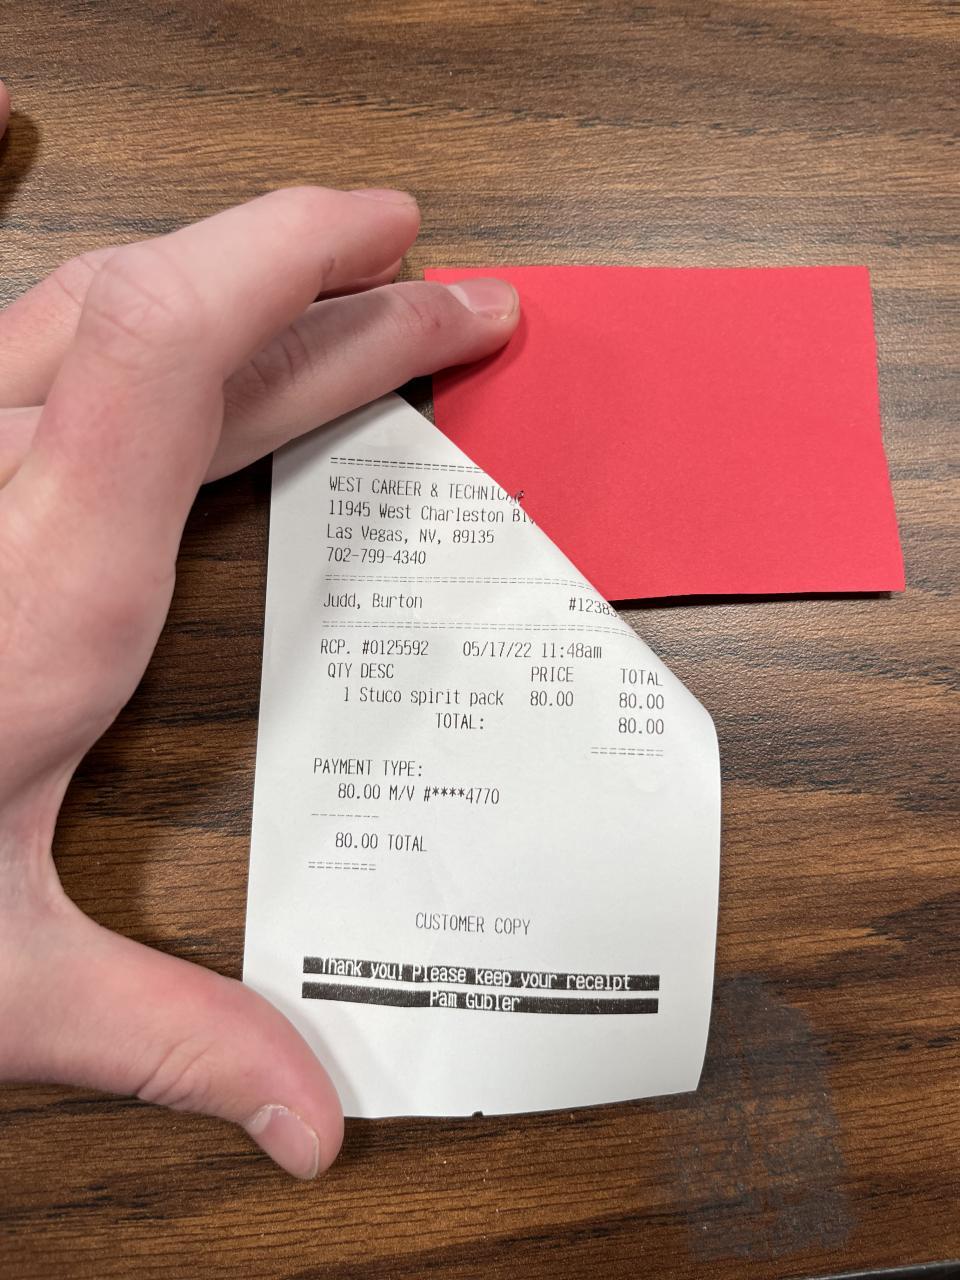 WEST CAREER & TECHNICA
11945 West Charleston
Las Vegas, NV, 89135
702-799-4340
Judd, Burton #1238
RCP. #0125592 05/17/22 11:48am
QTY DESC PRICE TOTAL
1 Stuco spirit pack 80.00 80.00
TOTAL: 80.00
PAYMENT TYPE:
80.00 M/V #****4770
80.00 TOTAL
CUSTOMER COPY
Thank you! Please keep your receipt
Pam Gubler